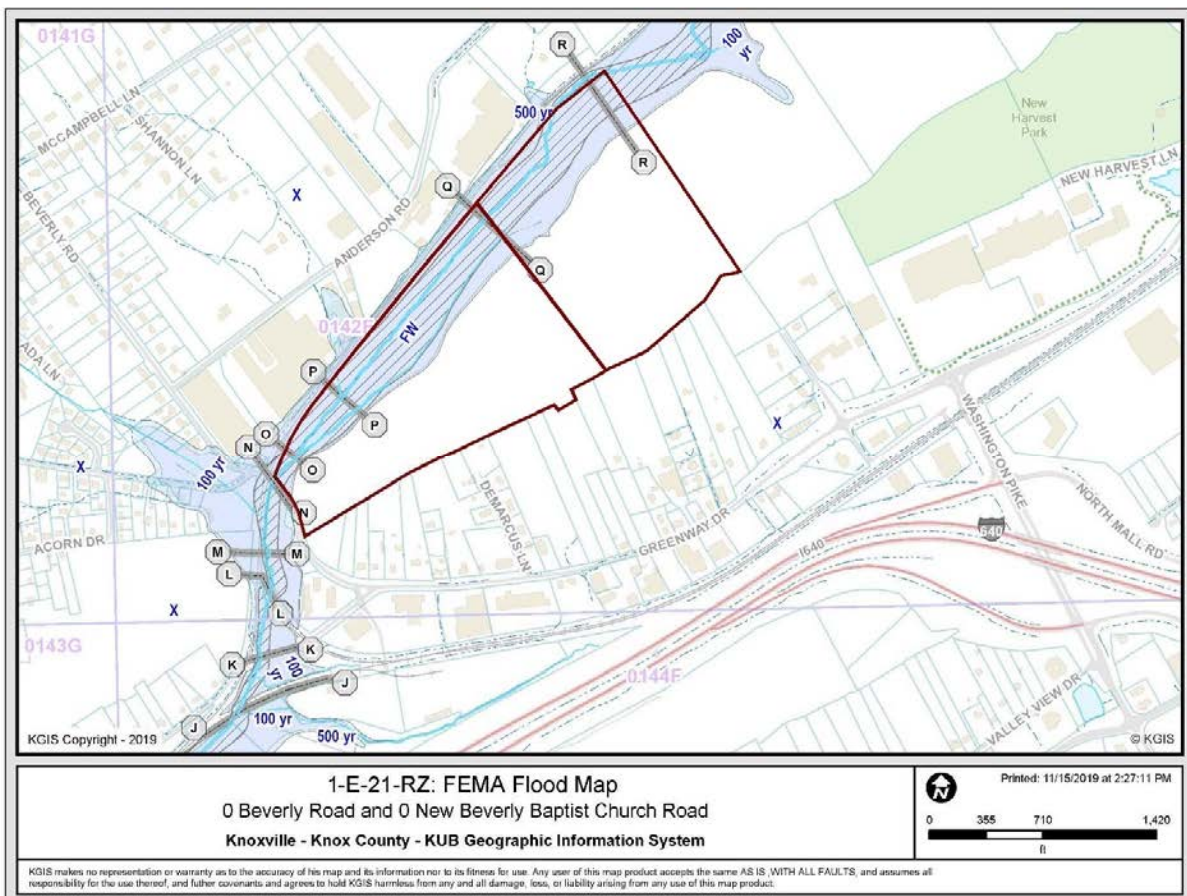 0141G
R
100
yr
MCCAMPBELL LN
SHANNON LN
500 yr
New
Harvest
Park
R
NEW HARVEST LN
X
Q
BEVERLY RD
ANDERSON RD
Q
0142F
FW
ADA LN
P
P
X
WASHINGTON PIKE
O
N
X
100 yr
O
DEMARCUS LN
N
NORTH MALL RD
GREENWAY DR
640
I640
ACORN DR
M
M
L
X
L
0143G
K
K
100
yr
J
0144F
J
100 yr
500 yr
VALLEY VIEW DR
KGIS Copyright - 2019
© KGIS
1-E-21-RZ: FEMA Flood Map
0 Beverly Road and 0 New Beverly Baptist Church Road
Knoxville - Knox County - KUB Geographic Information System
N
Printed: 11/15/2019 at 2:27:11 PM
0 355 710 1,420
ft
KGIS makes no representation or warranty as to the accuracy of his map and its information nor to its fitness for use. Any user of this map product accepts the same AS IS ,WITH ALL FAULTS, and assumes all
responsibility for the use thereof, and futher covenants and agrees to hold KGIS harmless from any and all damage, loss, or liability arising from any use of this map product.